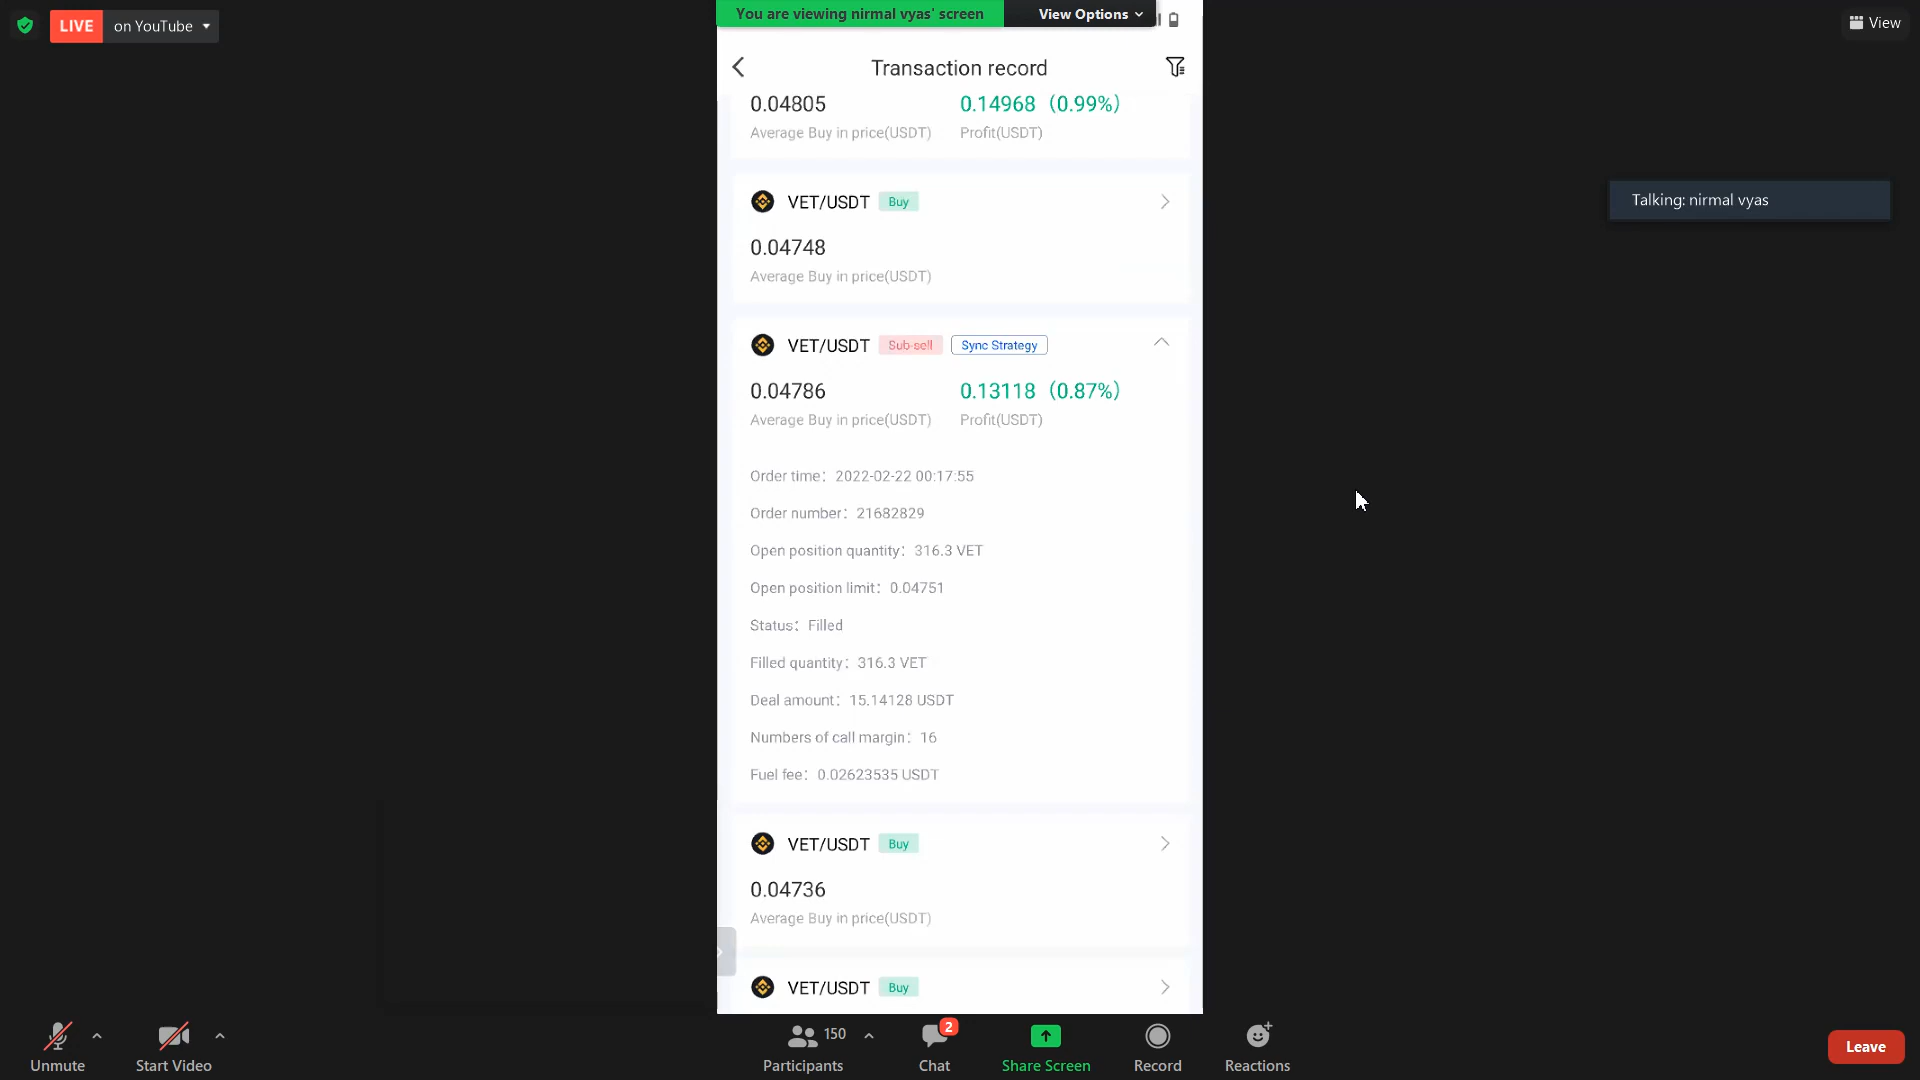 LIVE on YouTube
You are viewing nirmal vyas' screen
View Options
View
Transaction record
Talking: nirmal vyas
0.04805 0.14968 (0.99%)
Average Buy in price(USDT) Profit(USDT)
VET/USDT Buy
0.04748
Average Buy in price(USDT)
VET/USDT Sub-sell Sync Strategy
0.04786 0.13118 (0.87%)
Average Buy in price(USDT) Profit(USDT)
Order time: 2022-02-22 00:17:55
Order number: 21682829
Open position quantity: 316.3 VET
Open position limit: 0.04751
Status: Filled
Filled quantity: 316.3 VET
Deal amount: 15.14128 USDT
Numbers of call margin: 16
Fuel fee: 0.02623535 USDT
VET/USDT Buy
0.04736
Average Buy in price(USDT)
VET/USDT Buy
Unmute
Start Video
150
Participants
2
Chat
Share Screen
Record
Reactions
Leave